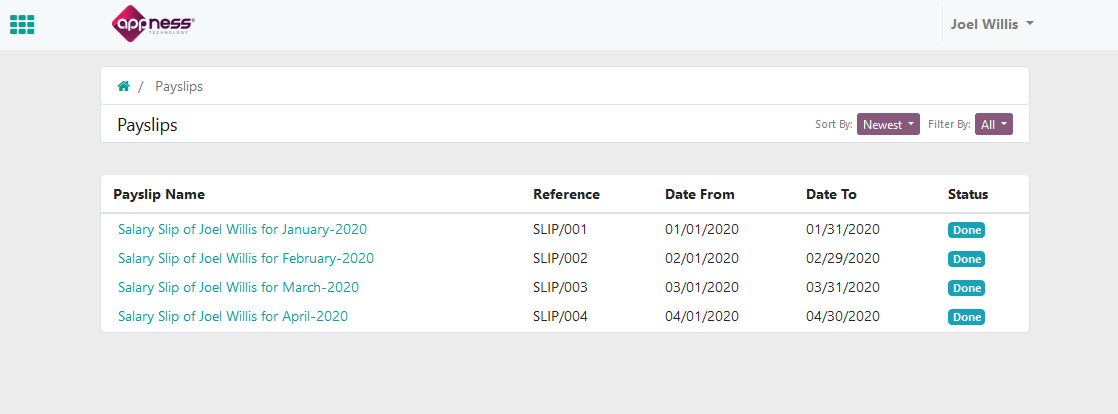 appness®
TECHNOLOGY
Joel Willis
/ Payslips
Payslips Sort By: Newest Filter By: All
Payslip Name Reference Date From Date To Status
Salary Slip of Joel Willis for January-2020 SLIP/001 01/01/2020 01/31/2020 Done
Salary Slip of Joel Willis for February-2020 SLIP/002 02/01/2020 02/29/2020 Done
Salary Slip of Joel Willis for March-2020 SLIP/003 03/01/2020 03/31/2020 Done
Salary Slip of Joel Willis for April-2020 SLIP/004 04/01/2020 04/30/2020 Done